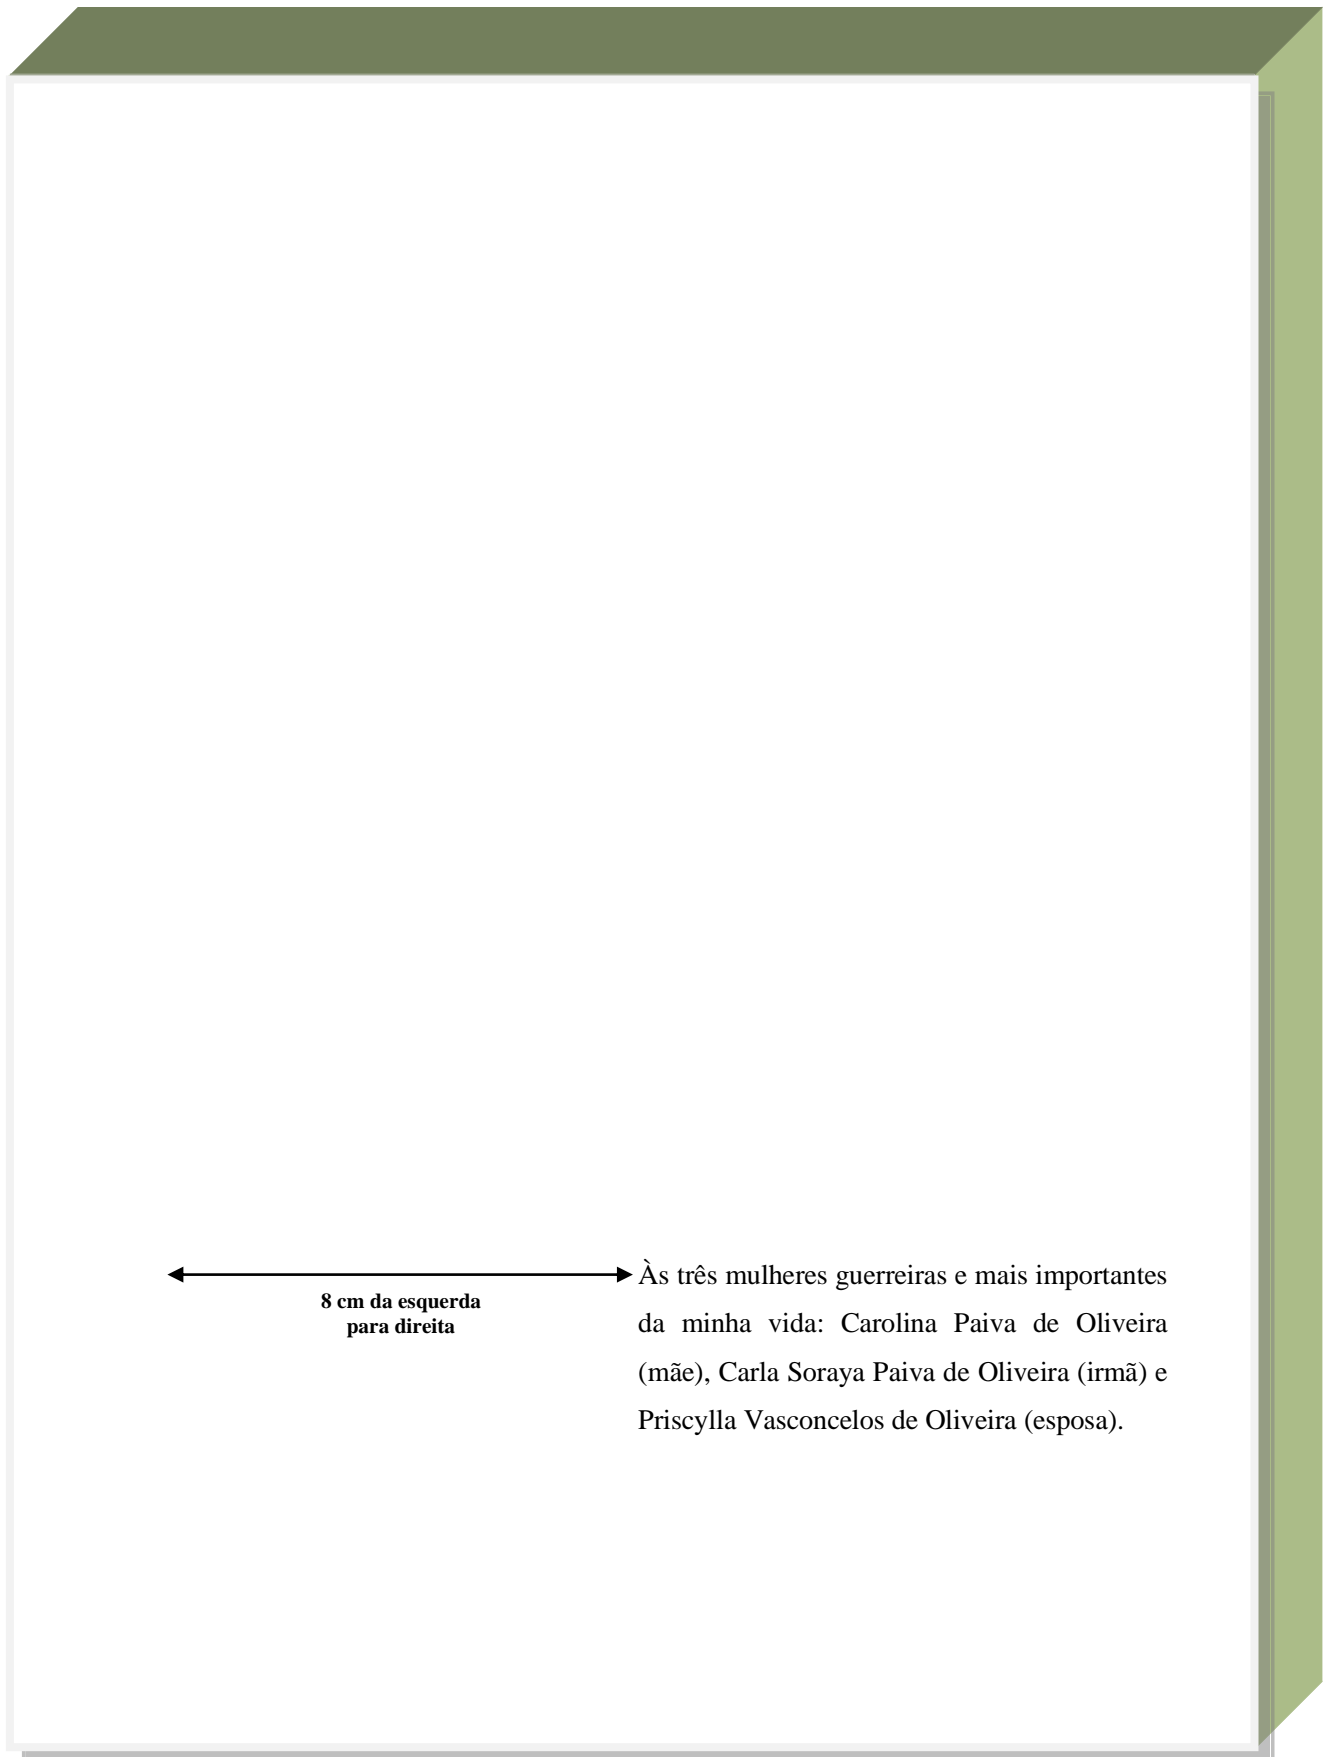 Às três mulheres guerreiras e mais importantes
da minha vida: Carolina Paiva de Oliveira
(mãe), Carla Soraya Paiva de Oliveira (irmã) e
Priscylla Vasconcelos de Oliveira (esposa).
8 cm da esquerda
para direita